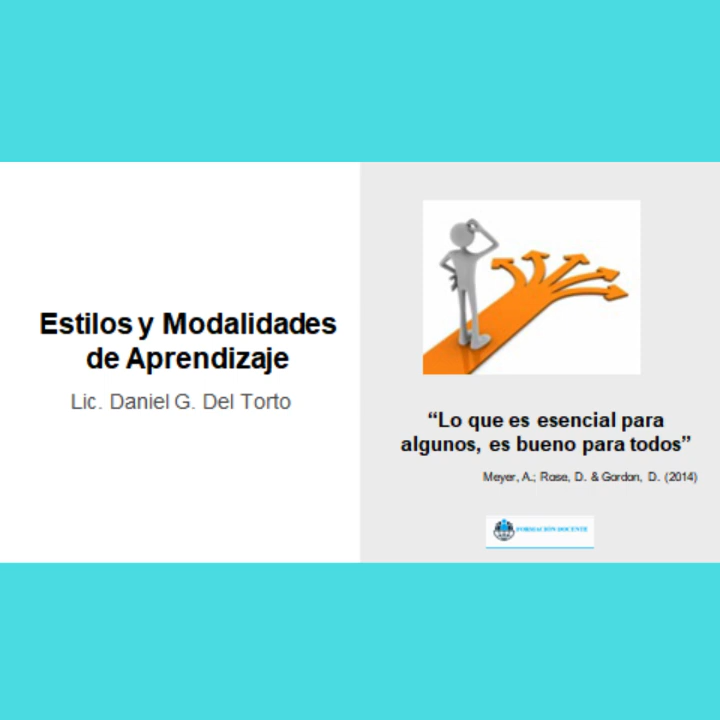 Estilos y Modalidades
de Aprendizaje
Lic. Daniel G. Del Torto
“Lo que es esencial para
algunos, es bueno para todos”
Meyer, A.; Rose, D. & Gordon, D. (2014)
FORMACIÓN DOCENTE